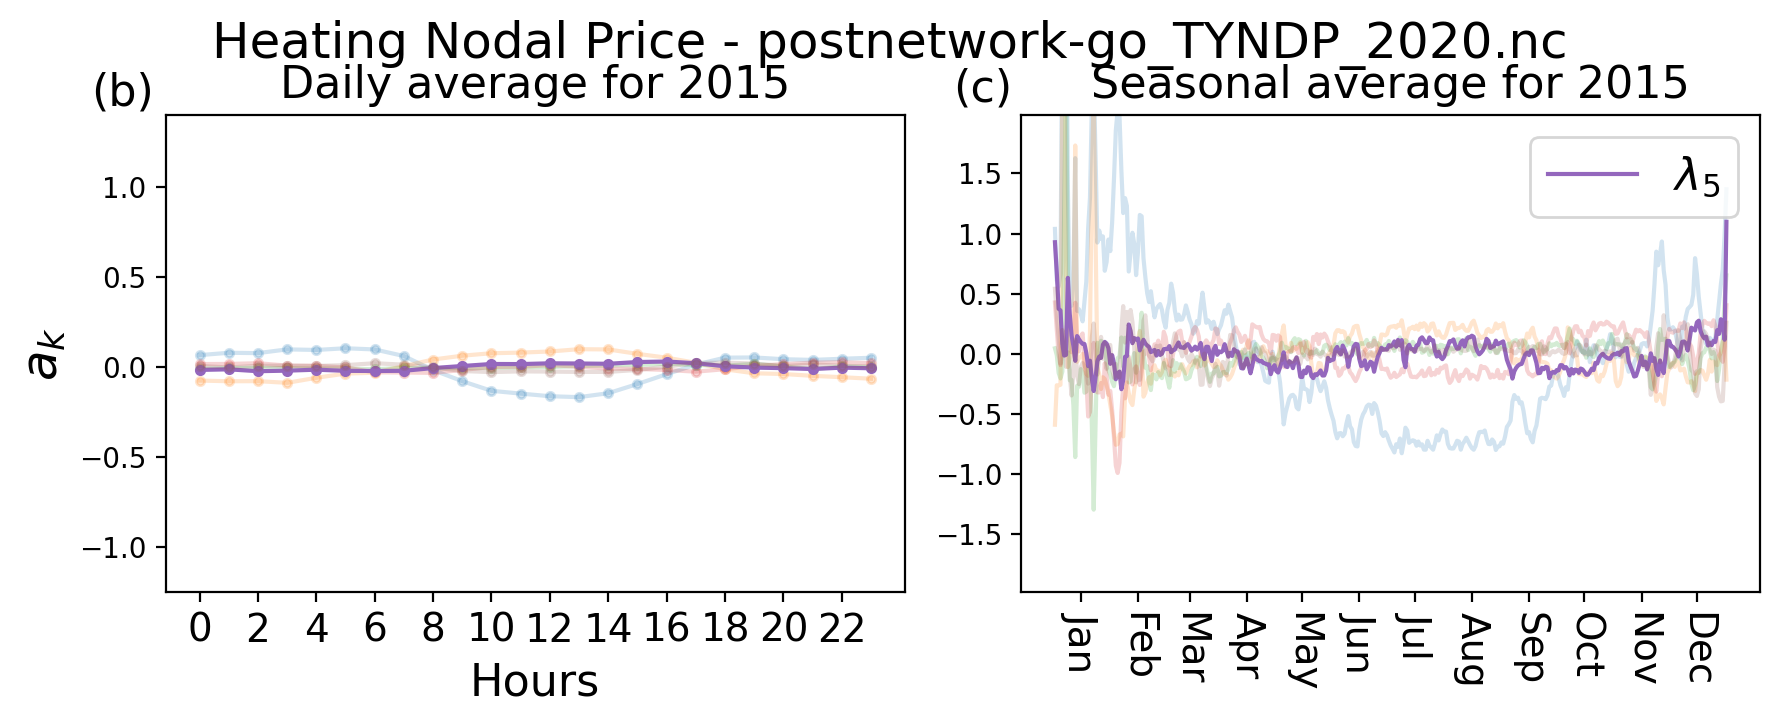 Heating Nodal Price - postnetwork-go_TYNDP_2020.nc
(b) Daily average for 2015
1.0
0.5
0.0
−0.5
−1.0
a_k
0 2 4 6 8 10 12 14 16 18 20 22
Hours
(c) Seasonal average for 2015
λ_5
1.5
1.0
0.5
0.0
−0.5
−1.0
−1.5
Jan Feb Mar Apr May Jun Jul Aug Sep Oct Nov Dec